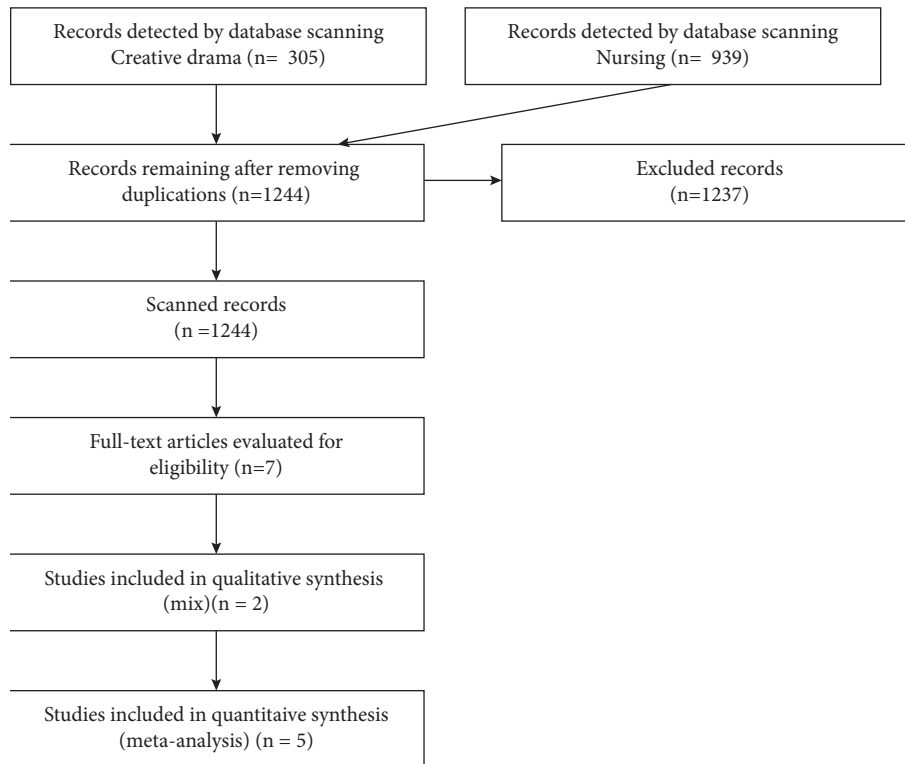 Records detected by database scanning
Creative drama (n= 305)
Records detected by database scanning
Nursing (n= 939)
Records remaining after removing
duplications (n=1244)
Excluded records
(n=1237)
Scanned records
(n =1244)
Full-text articles evaluated for
eligibility (n=7)
Studies included in qualitative synthesis
(mix)(n = 2)
Studies included in quantitaive synthesis
(meta-analysis) (n = 5)